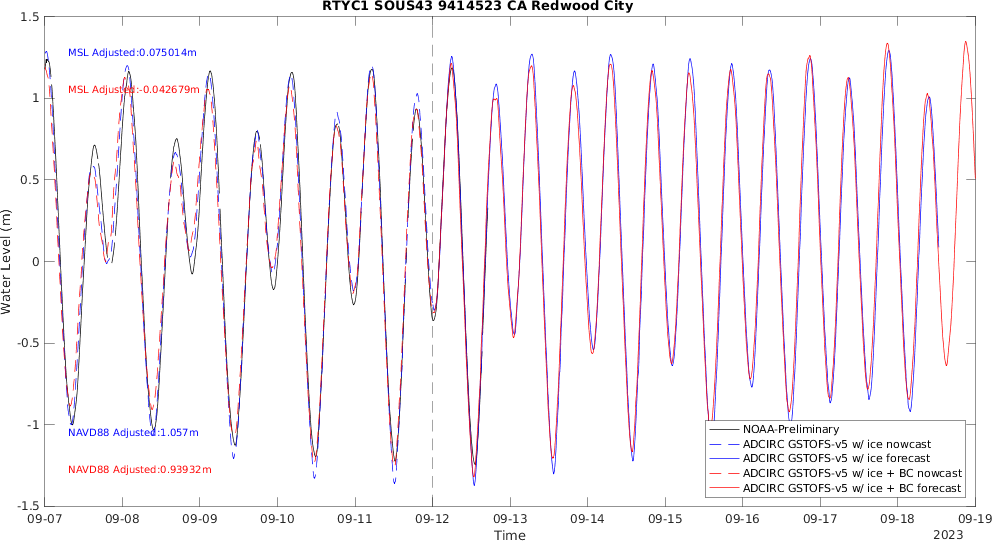 RTYC1 SOUS43 9414523 CA Redwood City
1.5
1
0.5
0
-0.5
-1
-1.5
Water Level (m)
MSL Adjusted:0.075014m
MSL Adjusted:-0.042679m
NAVD88 Adjusted:1.057m
NAVD88 Adjusted:0.93932m
NOAA-Preliminary
ADCIRC GSTOFS-v5 w/ ice nowcast
ADCIRC GSTOFS-v5 w/ ice forecast
ADCIRC GSTOFS-v5 w/ ice + BC nowcast
ADCIRC GSTOFS-v5 w/ ice + BC forecast
09-07 09-08 09-09 09-10 09-11 09-12 09-13 09-14 09-15 09-16 09-17 09-18 09-19
Time
2023